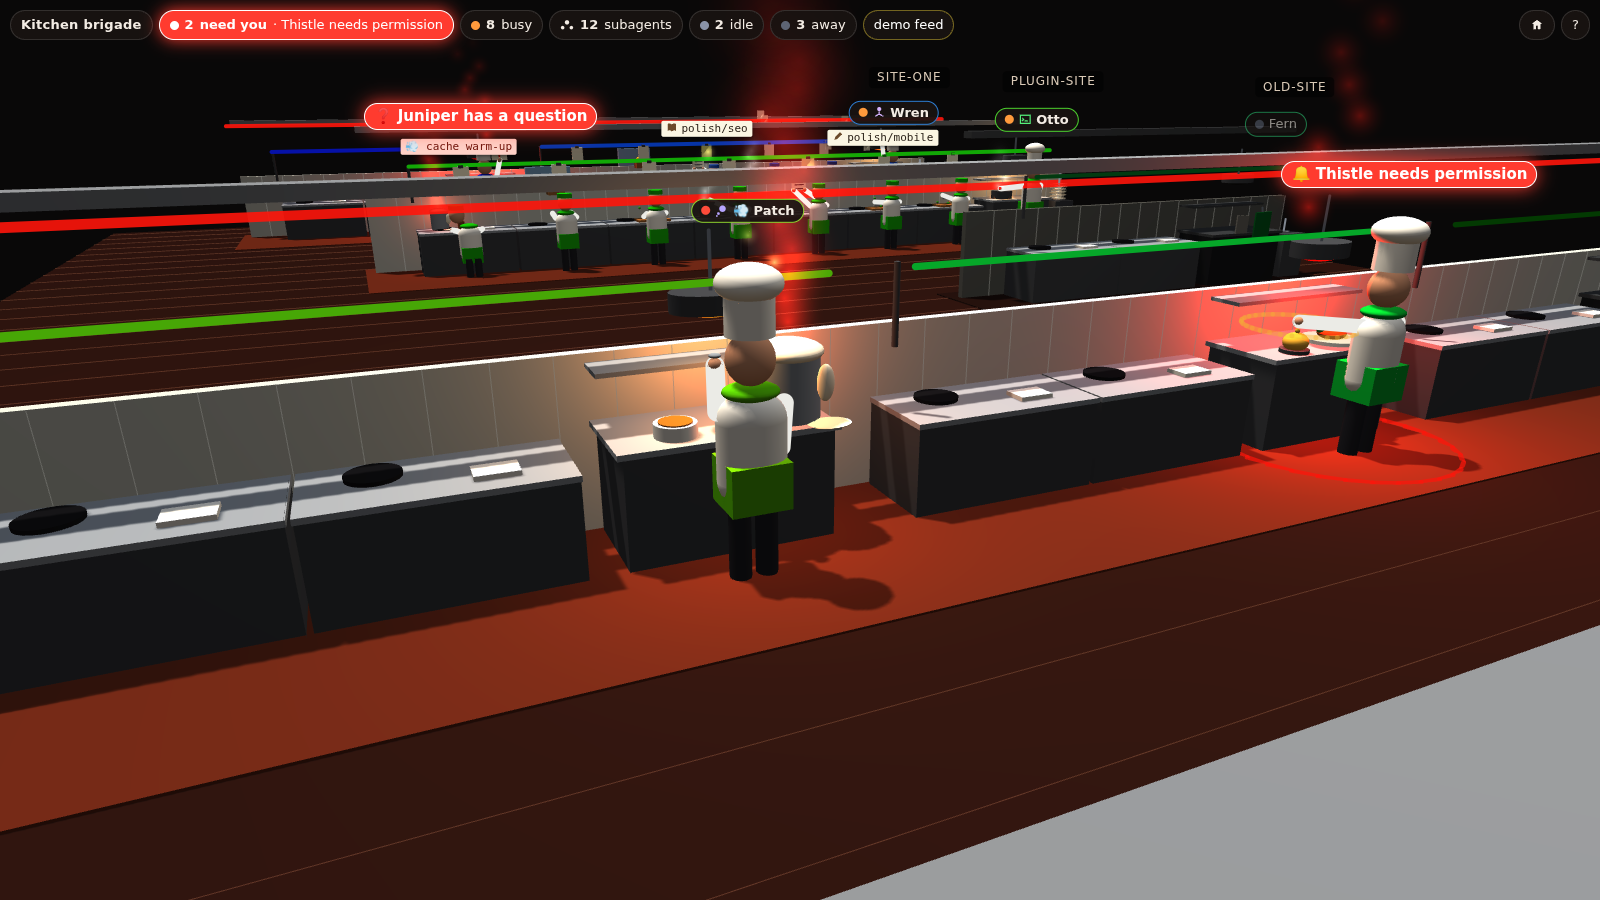 Kitchen brigade
2 need you · Thistle needs permission
8 busy
12 subagents
2 idle
3 away
demo feed
?
SITE-ONE
PLUGIN-SITE
OLD-SITE
Juniper has a question
Wren
Otto
Fern
polish/seo
polish/mobile
cache warm-up
Thistle needs permission
Patch